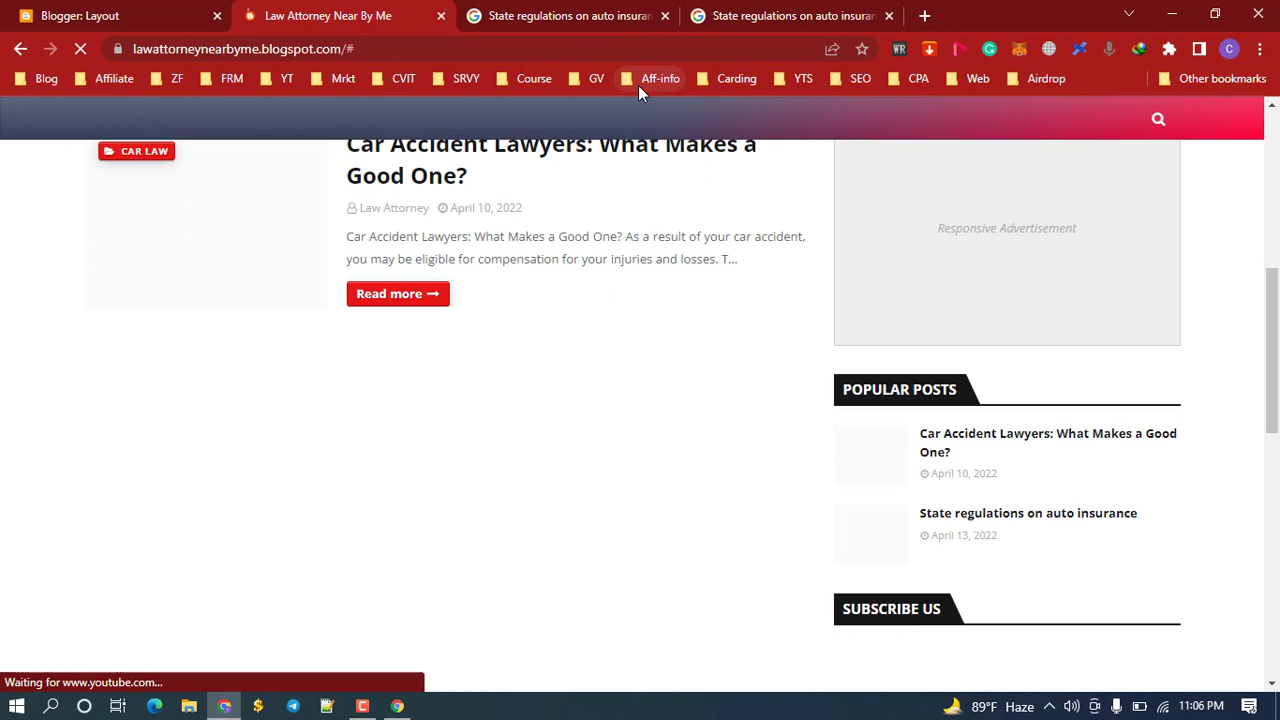 Blogger: Layout
Law Attorney Near By Me
State regulations on auto insuran
State regulations on auto insuran
lawattorneynearbyme.blogspot.com/#
WR
C
Blog
Affiliate
ZF
FRM
YT
Mrkt
CVIT
SRVY
Course
GV
Aff-info
Carding
YTS
SEO
CPA
Web
Airdrop
Other bookmarks
CAR LAW
Car Accident Lawyers: What Makes a
Good One?
Law Attorney April 10, 2022
Car Accident Lawyers: What Makes a Good One? As a result of your car accident,
you may be eligible for compensation for your injuries and losses. T...
Read more →
Responsive Advertisement
POPULAR POSTS
Car Accident Lawyers: What Makes a Good
One?
April 10, 2022
State regulations on auto insurance
April 13, 2022
SUBSCRIBE US
Waiting for www.youtube.com...
89°F Haze
11:06 PM